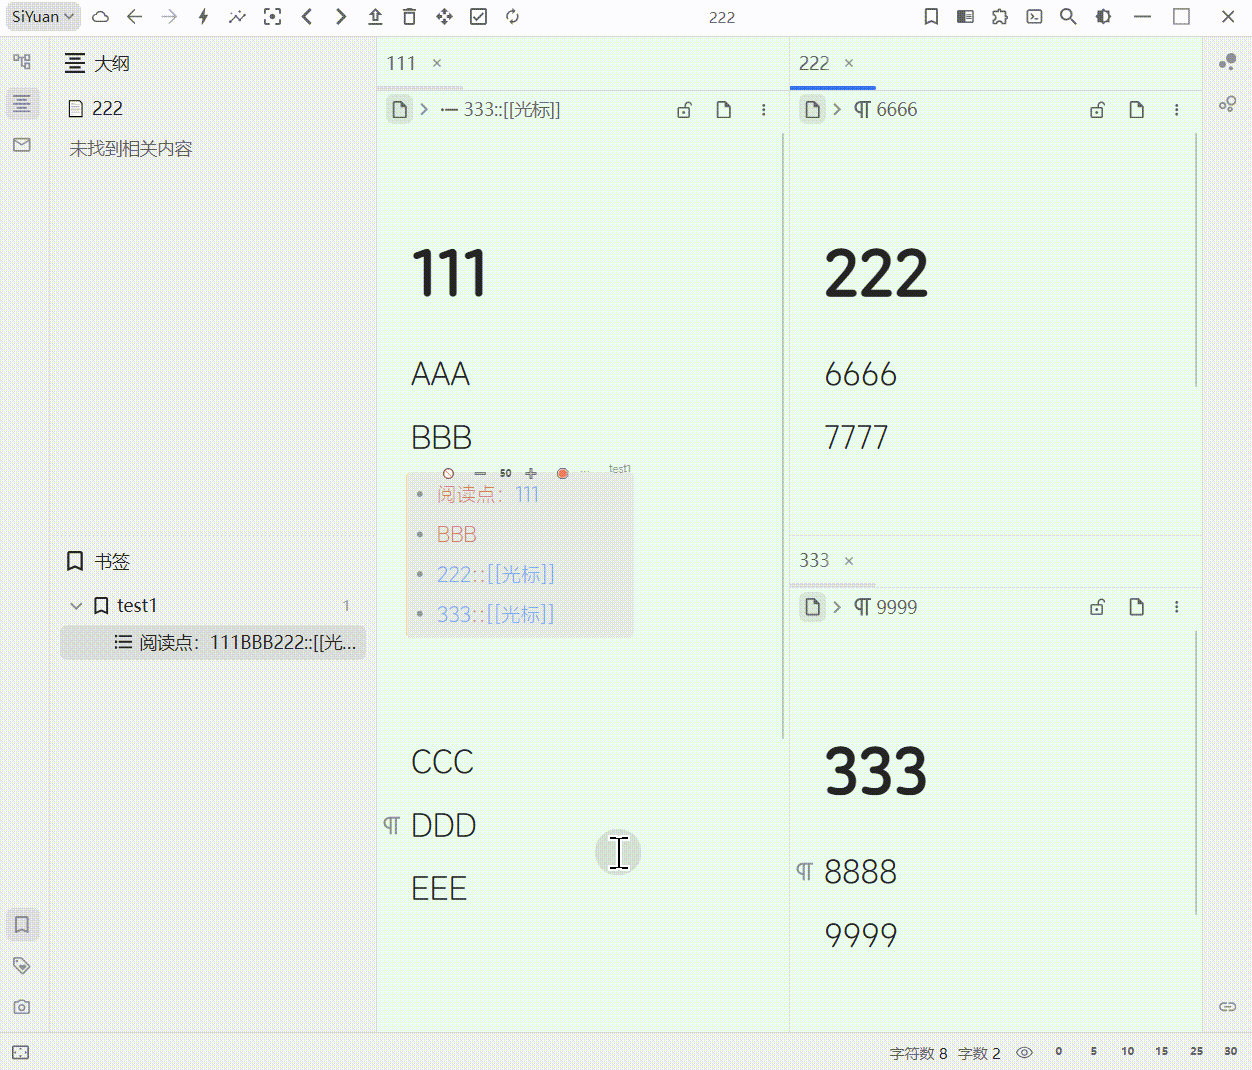 SiYuan
222
大纲
222
未找到相关内容
书签
test1
1
阅读点：111BBB222::[[光...
111
333::[[光标]]
111
AAA
BBB
50
test1
阅读点：111
BBB
222::[[光标]]
333::[[光标]]
CCC
DDD
EEE
222
6666
222
6666
7777
333
9999
333
8888
9999
字符数 8 字数 2
0 5 10 15 25 30